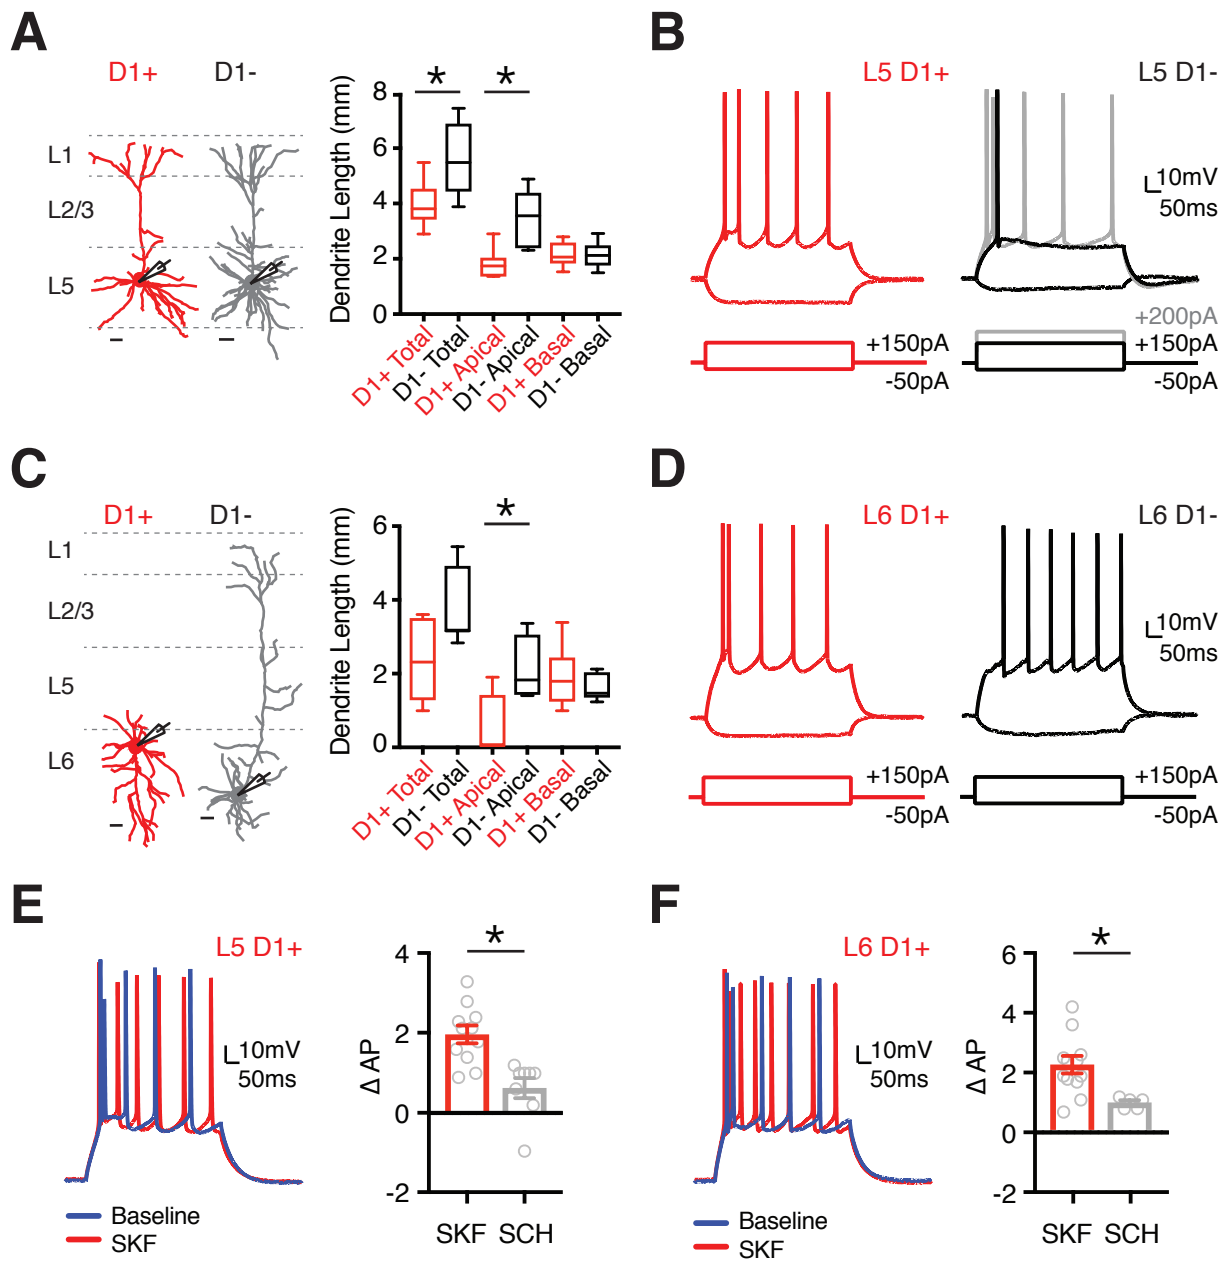 A
D1+
D1-
L1
L2/3
L5
Dendrite Length (mm)
8
6
4
2
0
*
*
D1+ Total
D1- Total
D1+ Apical
D1- Apical
D1+ Basal
D1- Basal
B
L5 D1+
L5 D1-
10mV
50ms
+200pA
+150pA
+150pA
-50pA
-50pA
C
D1+
D1-
L1
L2/3
L5
L6
Dendrite Length (mm)
6
4
2
0
*
D1+ Total
D1- Total
D1+ Apical
D1- Apical
D1+ Basal
D1- Basal
D
L6 D1+
L6 D1-
10mV
50ms
+150pA
+150pA
-50pA
-50pA
E
L5 D1+
10mV
50ms
Baseline
SKF
Δ AP
4
2
0
-2
*
SKF
SCH
F
L6 D1+
10mV
50ms
Baseline
SKF
Δ AP
6
4
2
0
-2
*
SKF
SCH